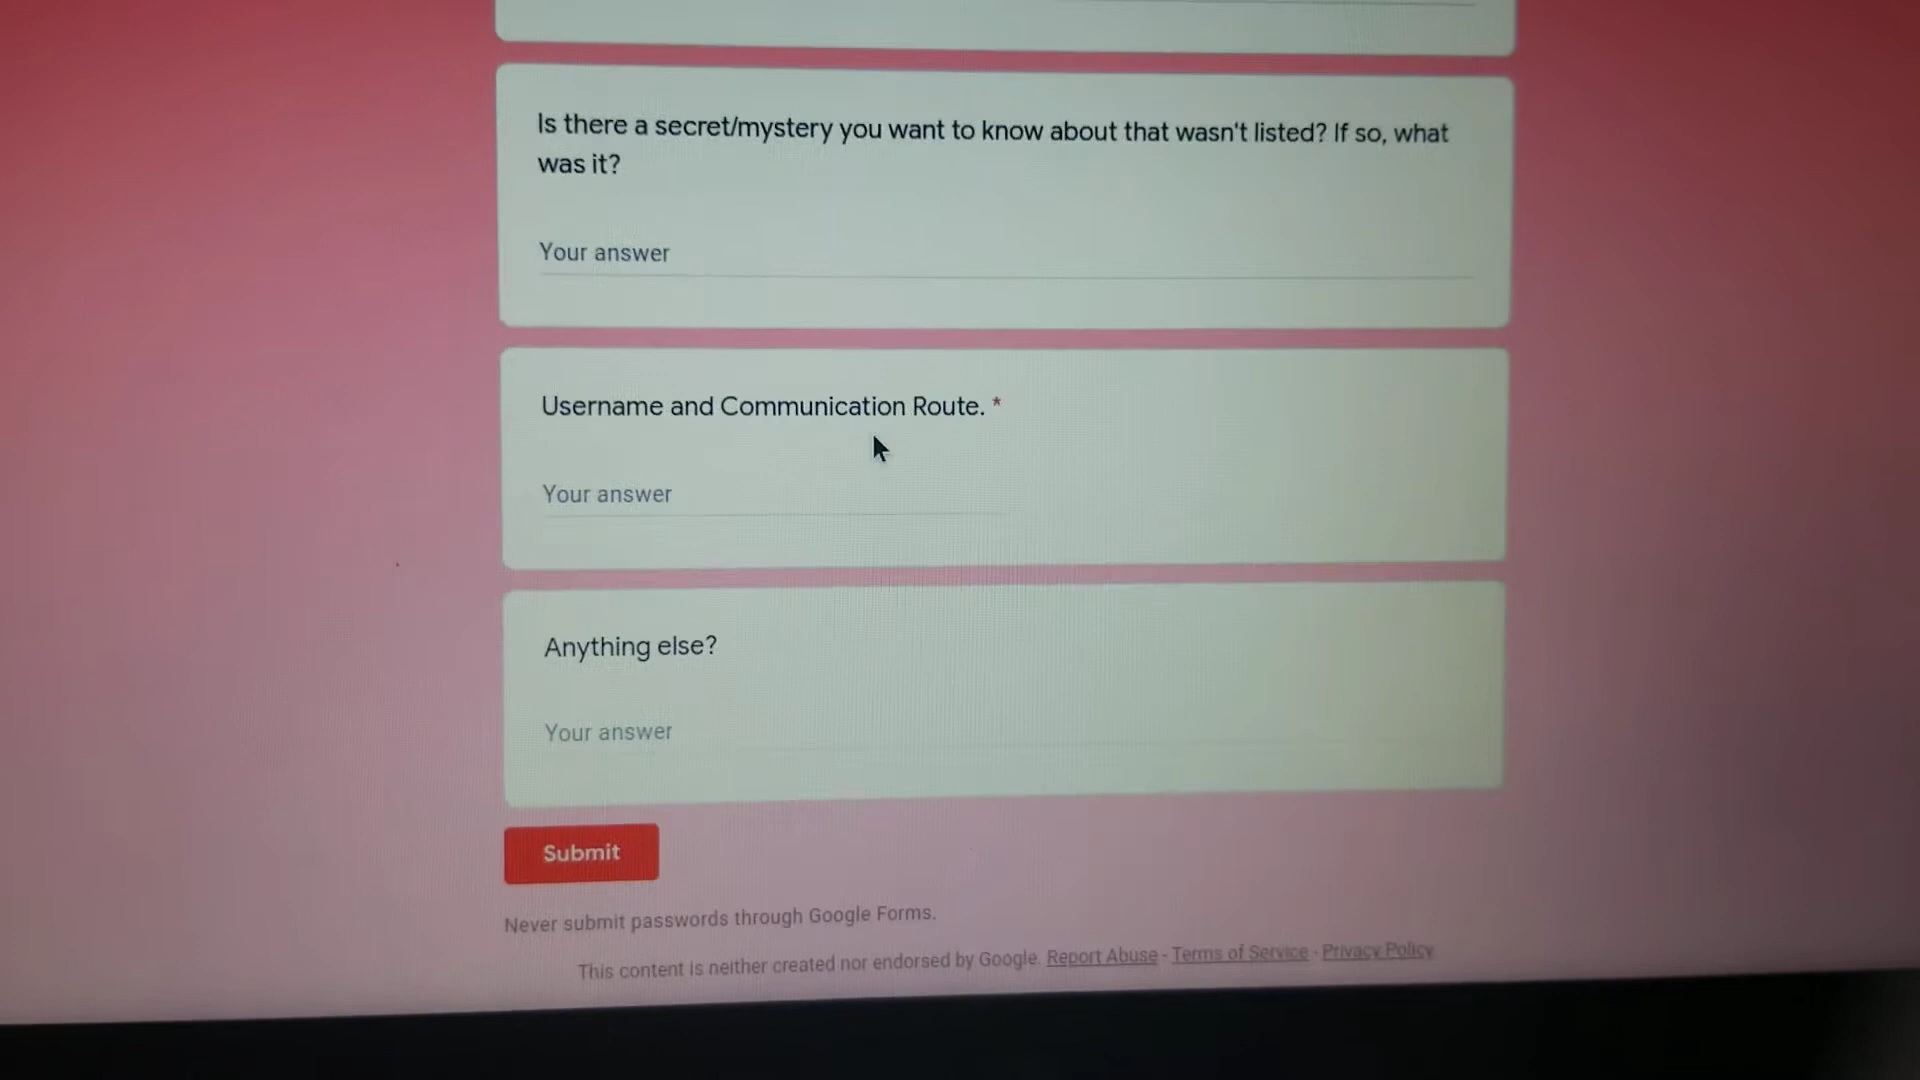 Is there a secret/mystery you want to know about that wasn't listed? If so, what
was it?
Your answer
Username and Communication Route. *
Your answer
Anything else?
Your answer
Submit
Never submit passwords through Google Forms.
This content is neither created nor endorsed by Google. Report Abuse - Terms of Service - Privacy Policy